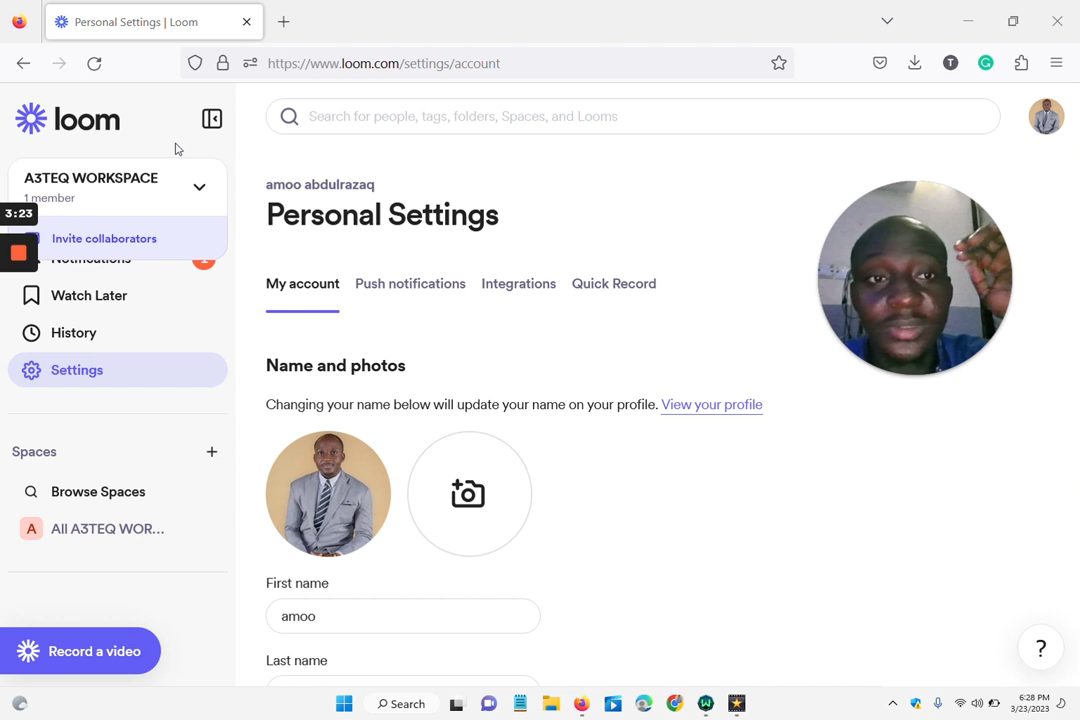 Personal Settings | Loom
https://www.loom.com/settings/account
T
G
loom
Search for people, tags, folders, Spaces, and Looms
A3TEQ WORKSPACE
1 member
3:23
Invite collaborators
Notifications
1
Watch Later
History
Settings
Spaces
Browse Spaces
A
All A3TEQ WOR...
Record a video
amoo abdulrazaq
Personal Settings
My account
Push notifications
Integrations
Quick Record
Name and photos
Changing your name below will update your name on your profile. View your profile
First name
amoo
Last name
?
Search
6:28 PM
3/23/2023